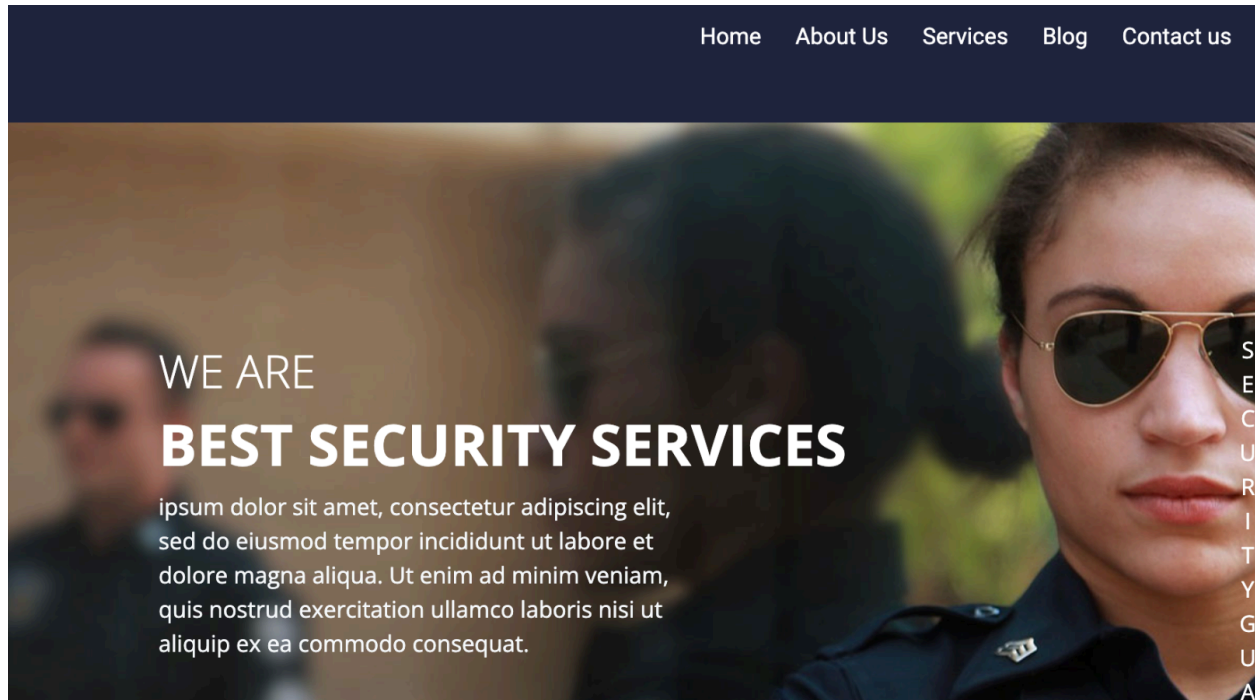 Home About Us Services Blog Contact us
WE ARE
BEST SECURITY SERVICES
ipsum dolor sit amet, consectetur adipiscing elit,
sed do eiusmod tempor incididunt ut labore et
dolore magna aliqua. Ut enim ad minim veniam,
quis nostrud exercitation ullamco laboris nisi ut
aliquip ex ea commodo consequat.
S
E
C
U
R
I
T
Y
G
U
A